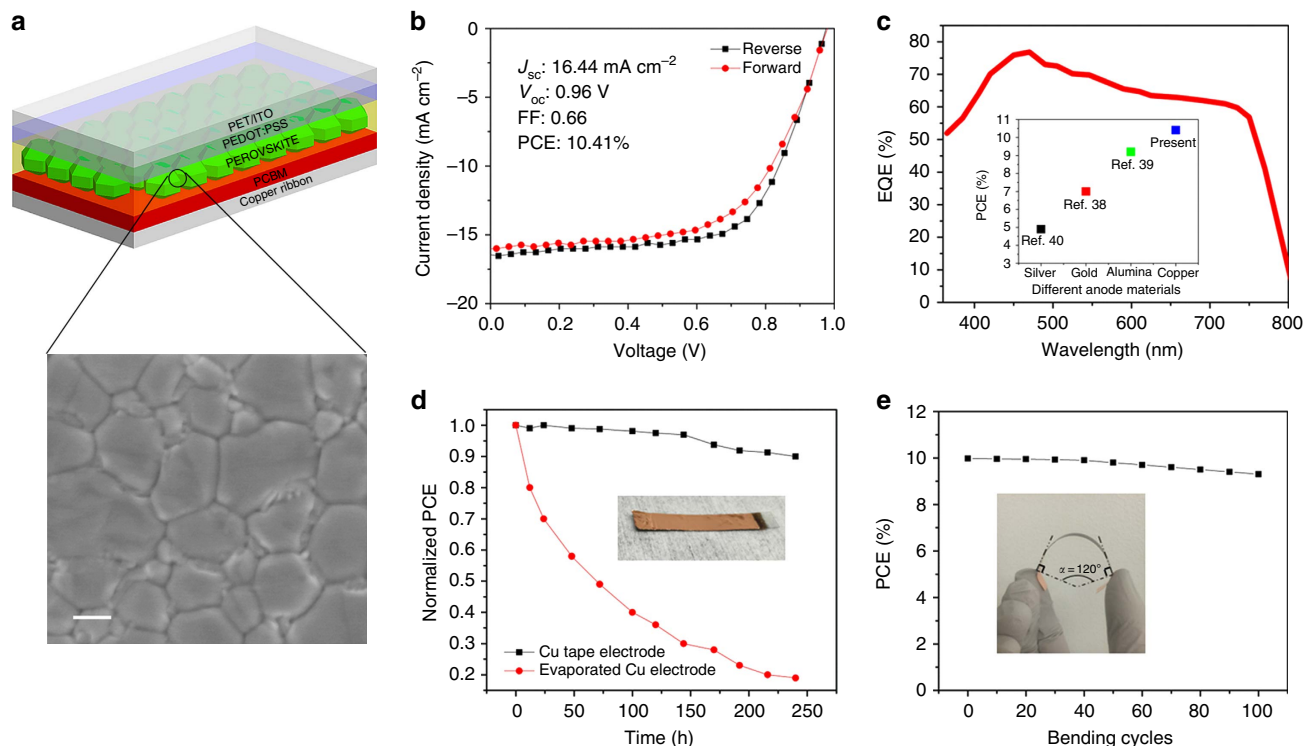 a
PET/ITO
PEDOT:PSS
PEROVSKITE
PCBM
Copper ribbon
b
0
−5
−10
−15
−20
Current density (mA cm−2)
Reverse
Forward
Jsc: 16.44 mA cm−2
Voc: 0.96 V
FF: 0.66
PCE: 10.41%
0.0 0.2 0.4 0.6 0.8 1.0
Voltage (V)
c
80
70
60
50
40
30
20
10
0
EQE (%)
11
10
9
8
7
6
5
4
3
PCE (%)
Present
Ref. 39
Ref. 38
Ref. 40
Silver Gold Alumina Copper
Different anode materials
400 500 600 700 800
Wavelength (nm)
d
1.0
0.9
0.8
0.7
0.6
0.5
0.4
0.3
0.2
Normalized PCE
Cu tape electrode
Evaporated Cu electrode
0 50 100 150 200 250
Time (h)
e
12
10
8
6
4
2
0
PCE (%)
α = 120°
0 20 40 60 80 100
Bending cycles